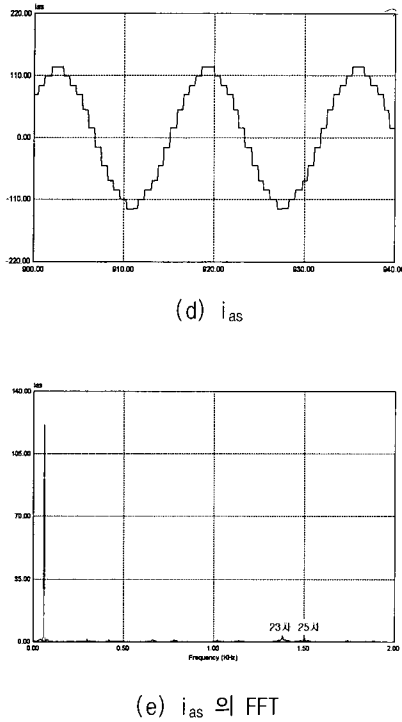 ias
220.00
110.00
0.00
-110.00
-220.00
900.00 910.00 920.00 930.00 940.00
(d) ias
ias
140.00
105.00
70.00
35.00
0.00
23차 25차
0.00 0.50 1.00 1.50 2.00
Frequency (KHz)
(e) ias 의 FFT